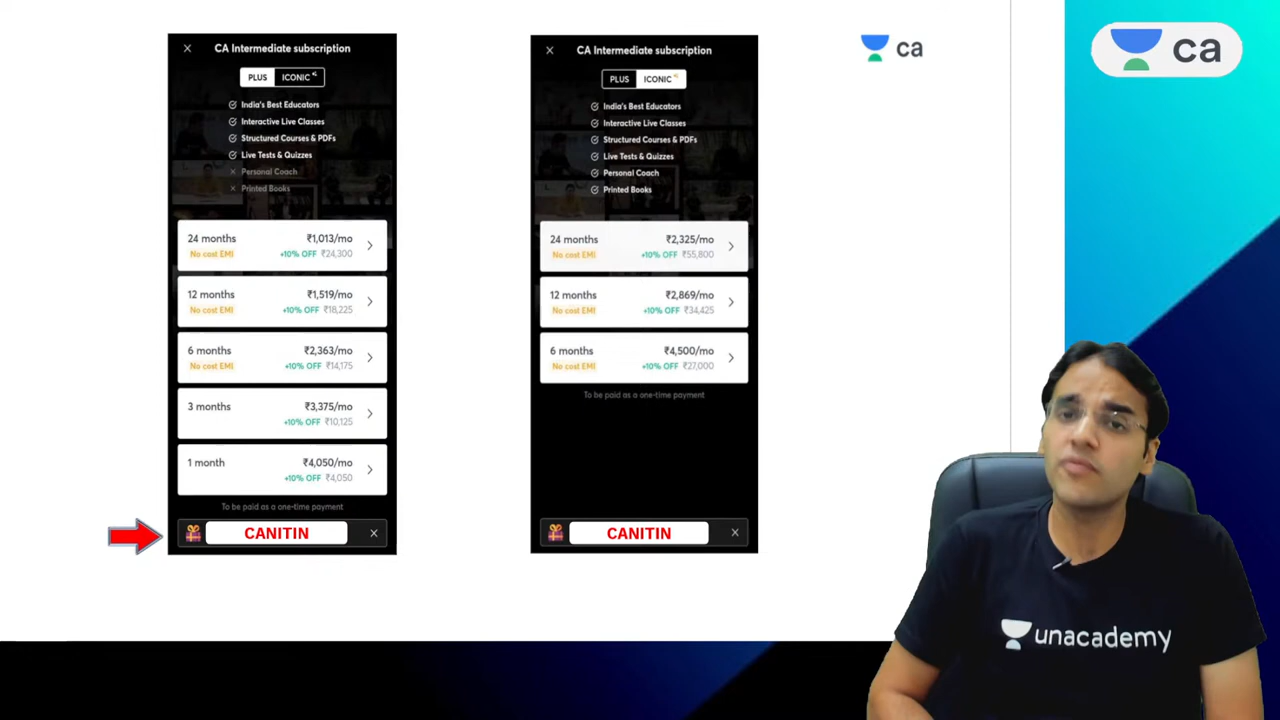 CA Intermediate subscription
PLUS ICONIC
India's Best Educators
Interactive Live Classes
Structured Courses & PDFs
Live Tests & Quizzes
Personal Coach
Printed Books
24 months ₹1,013/mo
No cost EMI +10% OFF ₹24,300
12 months ₹1,519/mo
No cost EMI +10% OFF ₹18,225
6 months ₹2,363/mo
No cost EMI +10% OFF ₹14,175
3 months ₹3,375/mo
+10% OFF ₹10,125
1 month ₹4,050/mo
+10% OFF ₹4,050
To be paid as a one-time payment
CANITIN
CA Intermediate subscription
PLUS ICONIC
India's Best Educators
Interactive Live Classes
Structured Courses & PDFs
Live Tests & Quizzes
Personal Coach
Printed Books
24 months ₹2,325/mo
No cost EMI +10% OFF ₹55,800
12 months ₹2,869/mo
No cost EMI +10% OFF ₹34,425
6 months ₹4,500/mo
No cost EMI +10% OFF ₹27,000
To be paid as a one-time payment
CANITIN
ca
ca
unacademy